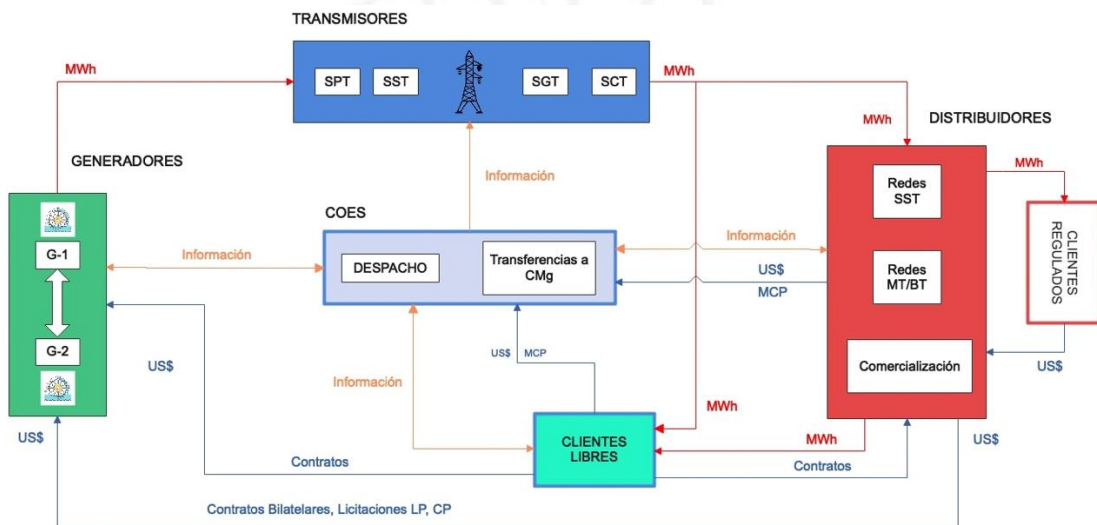 TRANSMISORES
MWh
SPT
SST
SGT
SCT
MWh
MWh
DISTRIBUIDORES
GENERADORES
MWh
Información
Redes
SST
COES
G-1
Información
DESPACHO
Transferencias a
CMg
Información
US$
MCP
CLIENTES
REGULADOS
Redes
MT/BT
G-2
US$
US$
MCP
US$
Información
Comercialización
MWh
US$
CLIENTES
LIBRES
MWh
US$
Contratos
Contratos
Contratos Bilatelares, Licitaciones LP, CP